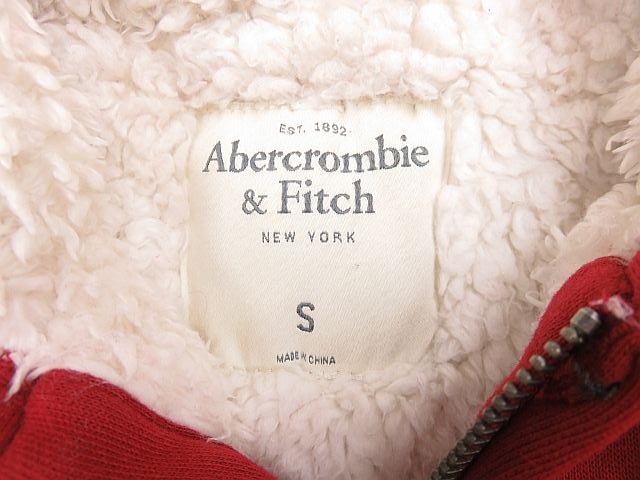 EST. 1892
Abercrombie
& Fitch
NEW YORK
S
MADE IN CHINA